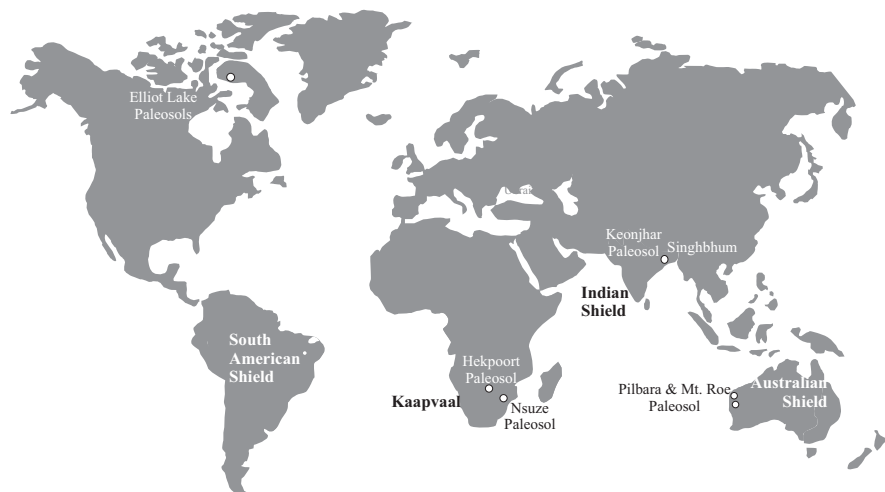 Elliot Lake
Paleosols
Keonjhar
Paleosol
Singhbhum
Indian
Shield
South
American
Shield
Hekpoort
Paleosol
Kaapvaal
Nsuze
Paleosol
Pilbara & Mt. Roe
Paleosol
Australian
Shield